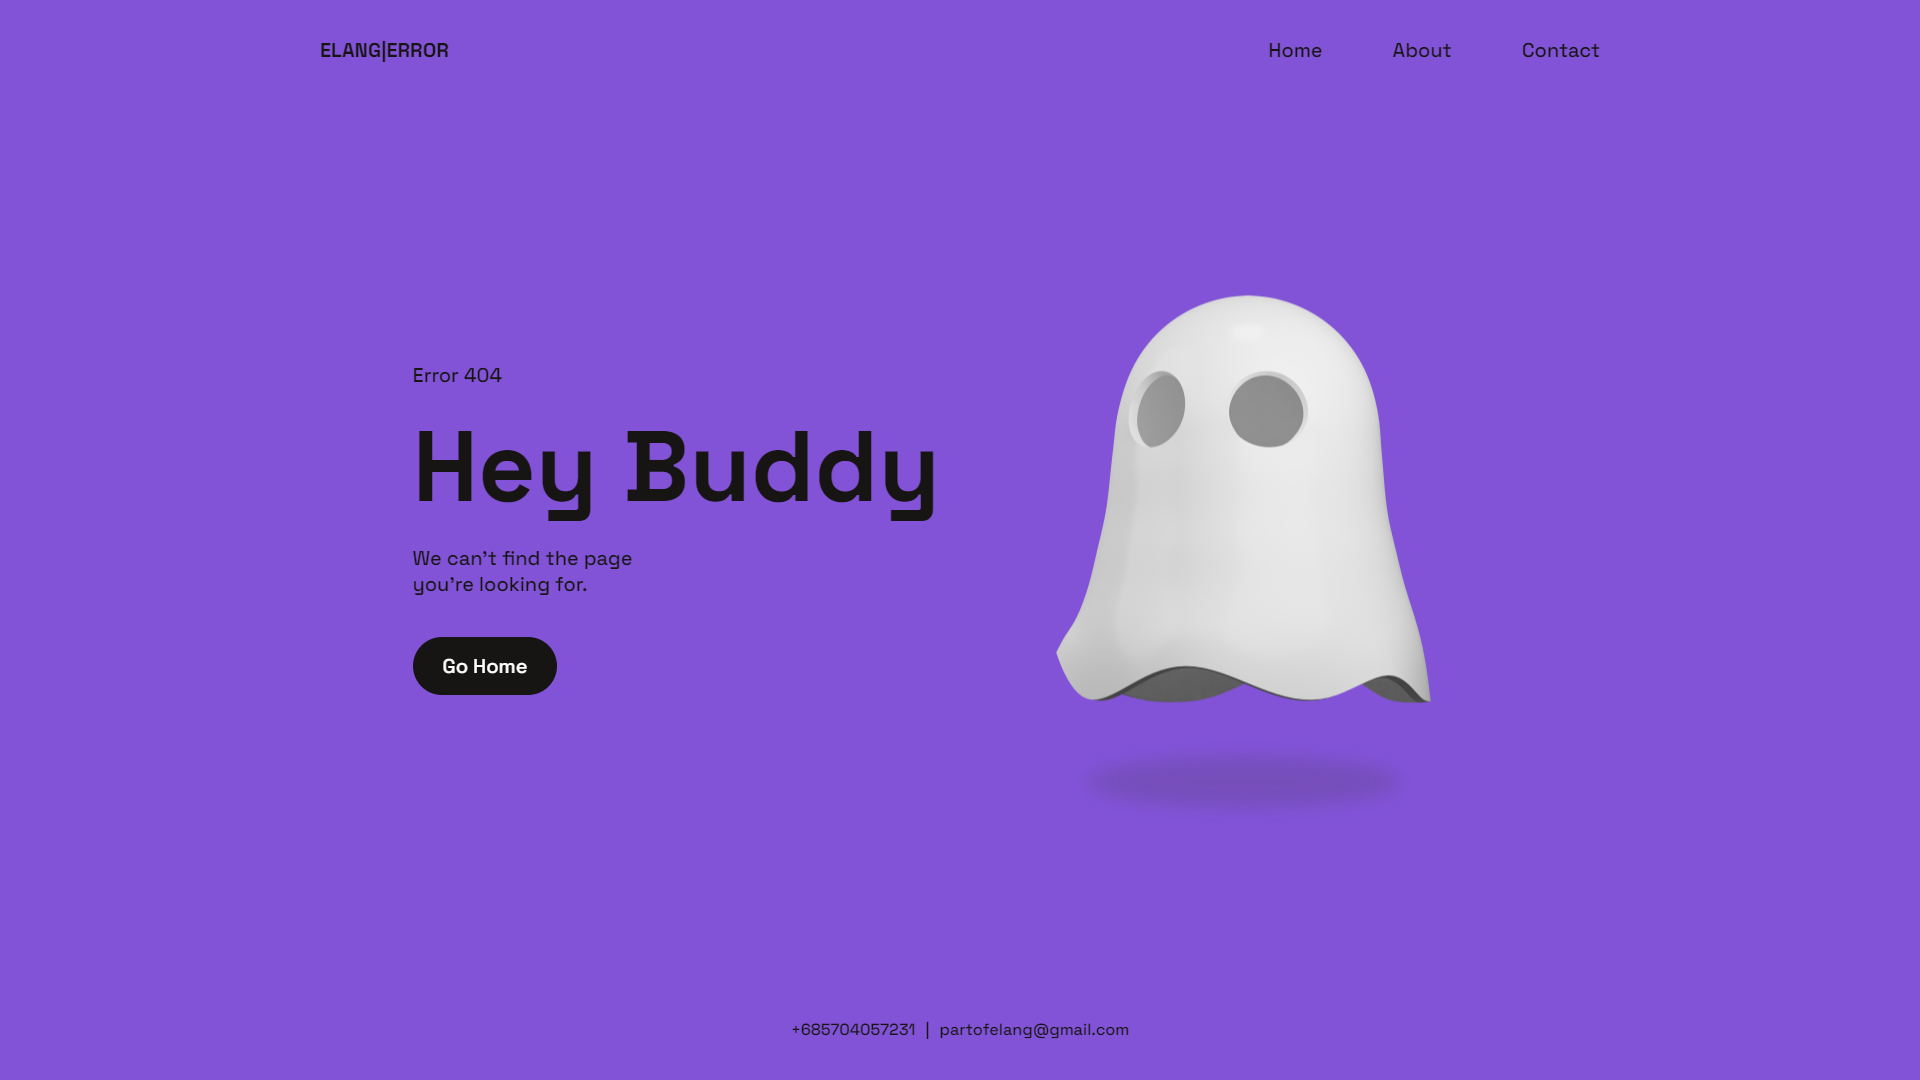 ELANG|ERROR
Home About Contact
Error 404
Hey Buddy
We can't find the page
you're looking for.
Go Home
+685704057231 | partofelang@gmail.com